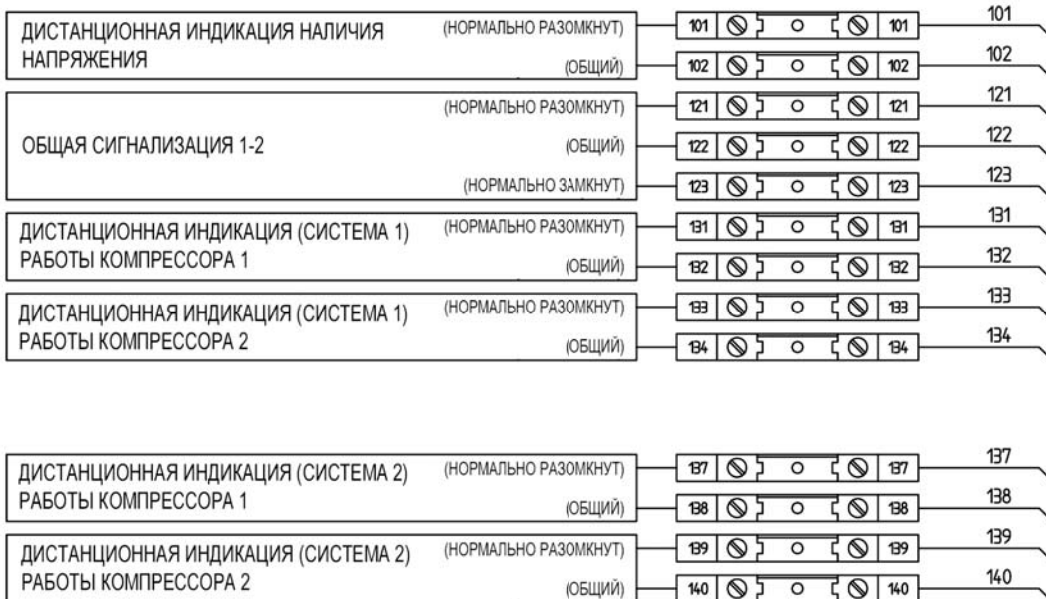 ДИСТАНЦИОННАЯ ИНДИКАЦИЯ НАЛИЧИЯ
НАПРЯЖЕНИЯ
(НОРМАЛЬНО РАЗОМКНУТ) 101 101 101
(ОБЩИЙ) 102 102 102
ОБЩАЯ СИГНАЛИЗАЦИЯ 1-2
(НОРМАЛЬНО РАЗОМКНУТ) 121 121 121
(ОБЩИЙ) 122 122 122
(НОРМАЛЬНО ЗАМКНУТ) 123 123 123
ДИСТАНЦИОННАЯ ИНДИКАЦИЯ (СИСТЕМА 1)
РАБОТЫ КОМПРЕССОРА 1
(НОРМАЛЬНО РАЗОМКНУТ) 131 131 131
(ОБЩИЙ) 132 132 132
ДИСТАНЦИОННАЯ ИНДИКАЦИЯ (СИСТЕМА 1)
РАБОТЫ КОМПРЕССОРА 2
(НОРМАЛЬНО РАЗОМКНУТ) 133 133 133
(ОБЩИЙ) 134 134 134
ДИСТАНЦИОННАЯ ИНДИКАЦИЯ (СИСТЕМА 2)
РАБОТЫ КОМПРЕССОРА 1
(НОРМАЛЬНО РАЗОМКНУТ) 137 137 137
(ОБЩИЙ) 138 138 138
ДИСТАНЦИОННАЯ ИНДИКАЦИЯ (СИСТЕМА 2)
РАБОТЫ КОМПРЕССОРА 2
(НОРМАЛЬНО РАЗОМКНУТ) 139 139 139
(ОБЩИЙ) 140 140 140